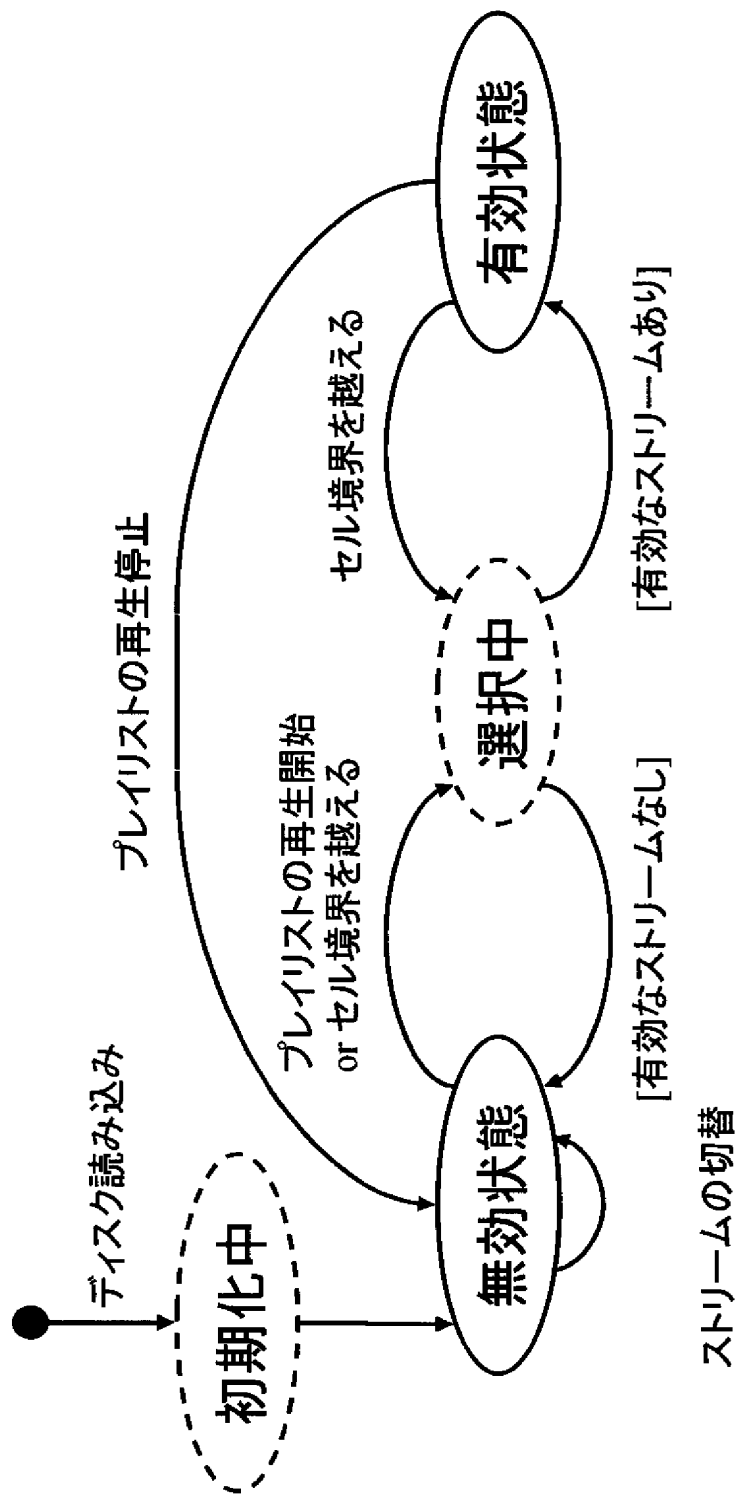 ディスク読み込み
初期化中
プレイリストの再生停止
プレイリストの再生開始
or セル境界を越える
セル境界を越える
無効状態
選択中
有効状態
[有効なストリームなし]
[有効なストリームあり]
ストリームの切替